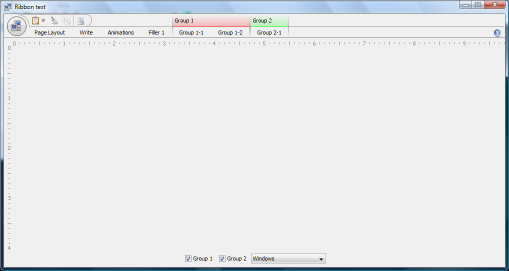 Ribbon test
Group 1 Group 2
Page Layout Write Animations Filler 1 Group 1-1 Group 1-2 Group 2-1
0 1 2 3 4 5 6 7 8 9
0
1
2
3
4
Group 1 Group 2 Windows